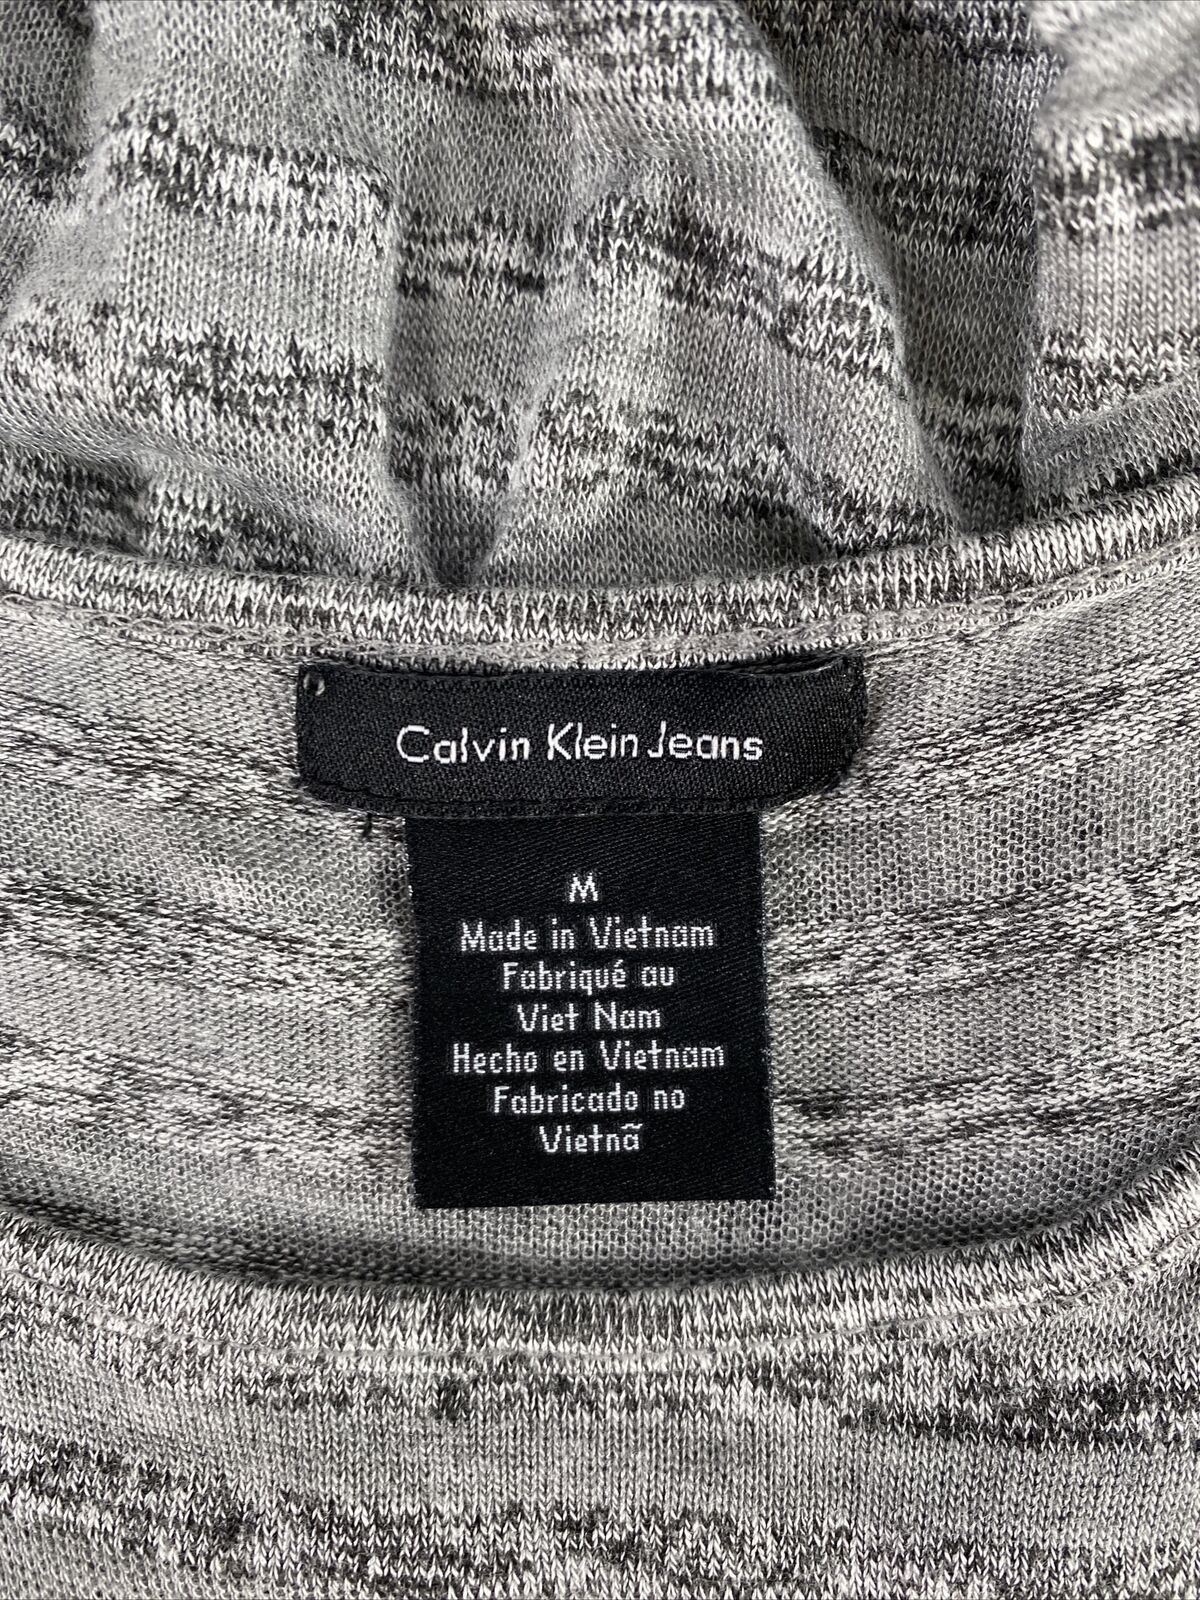 Calvin Klein Jeans
M
Made in Vietnam
Fabriqué au
Viet Nam
Hecho en Vietnam
Fabricado no
Vietnã